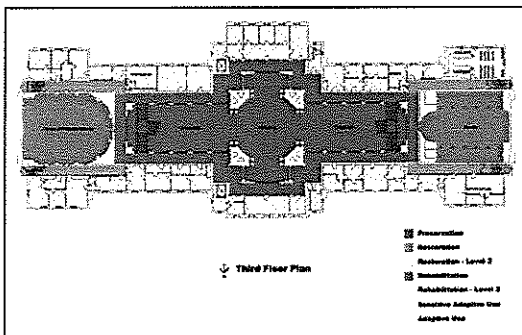 Third Floor Plan
Preservation
Restoration
Restoration - Level 2
Rehabilitation
Rehabilitation - Level 2
Sensitive Adaptive Use
Adaptive Use